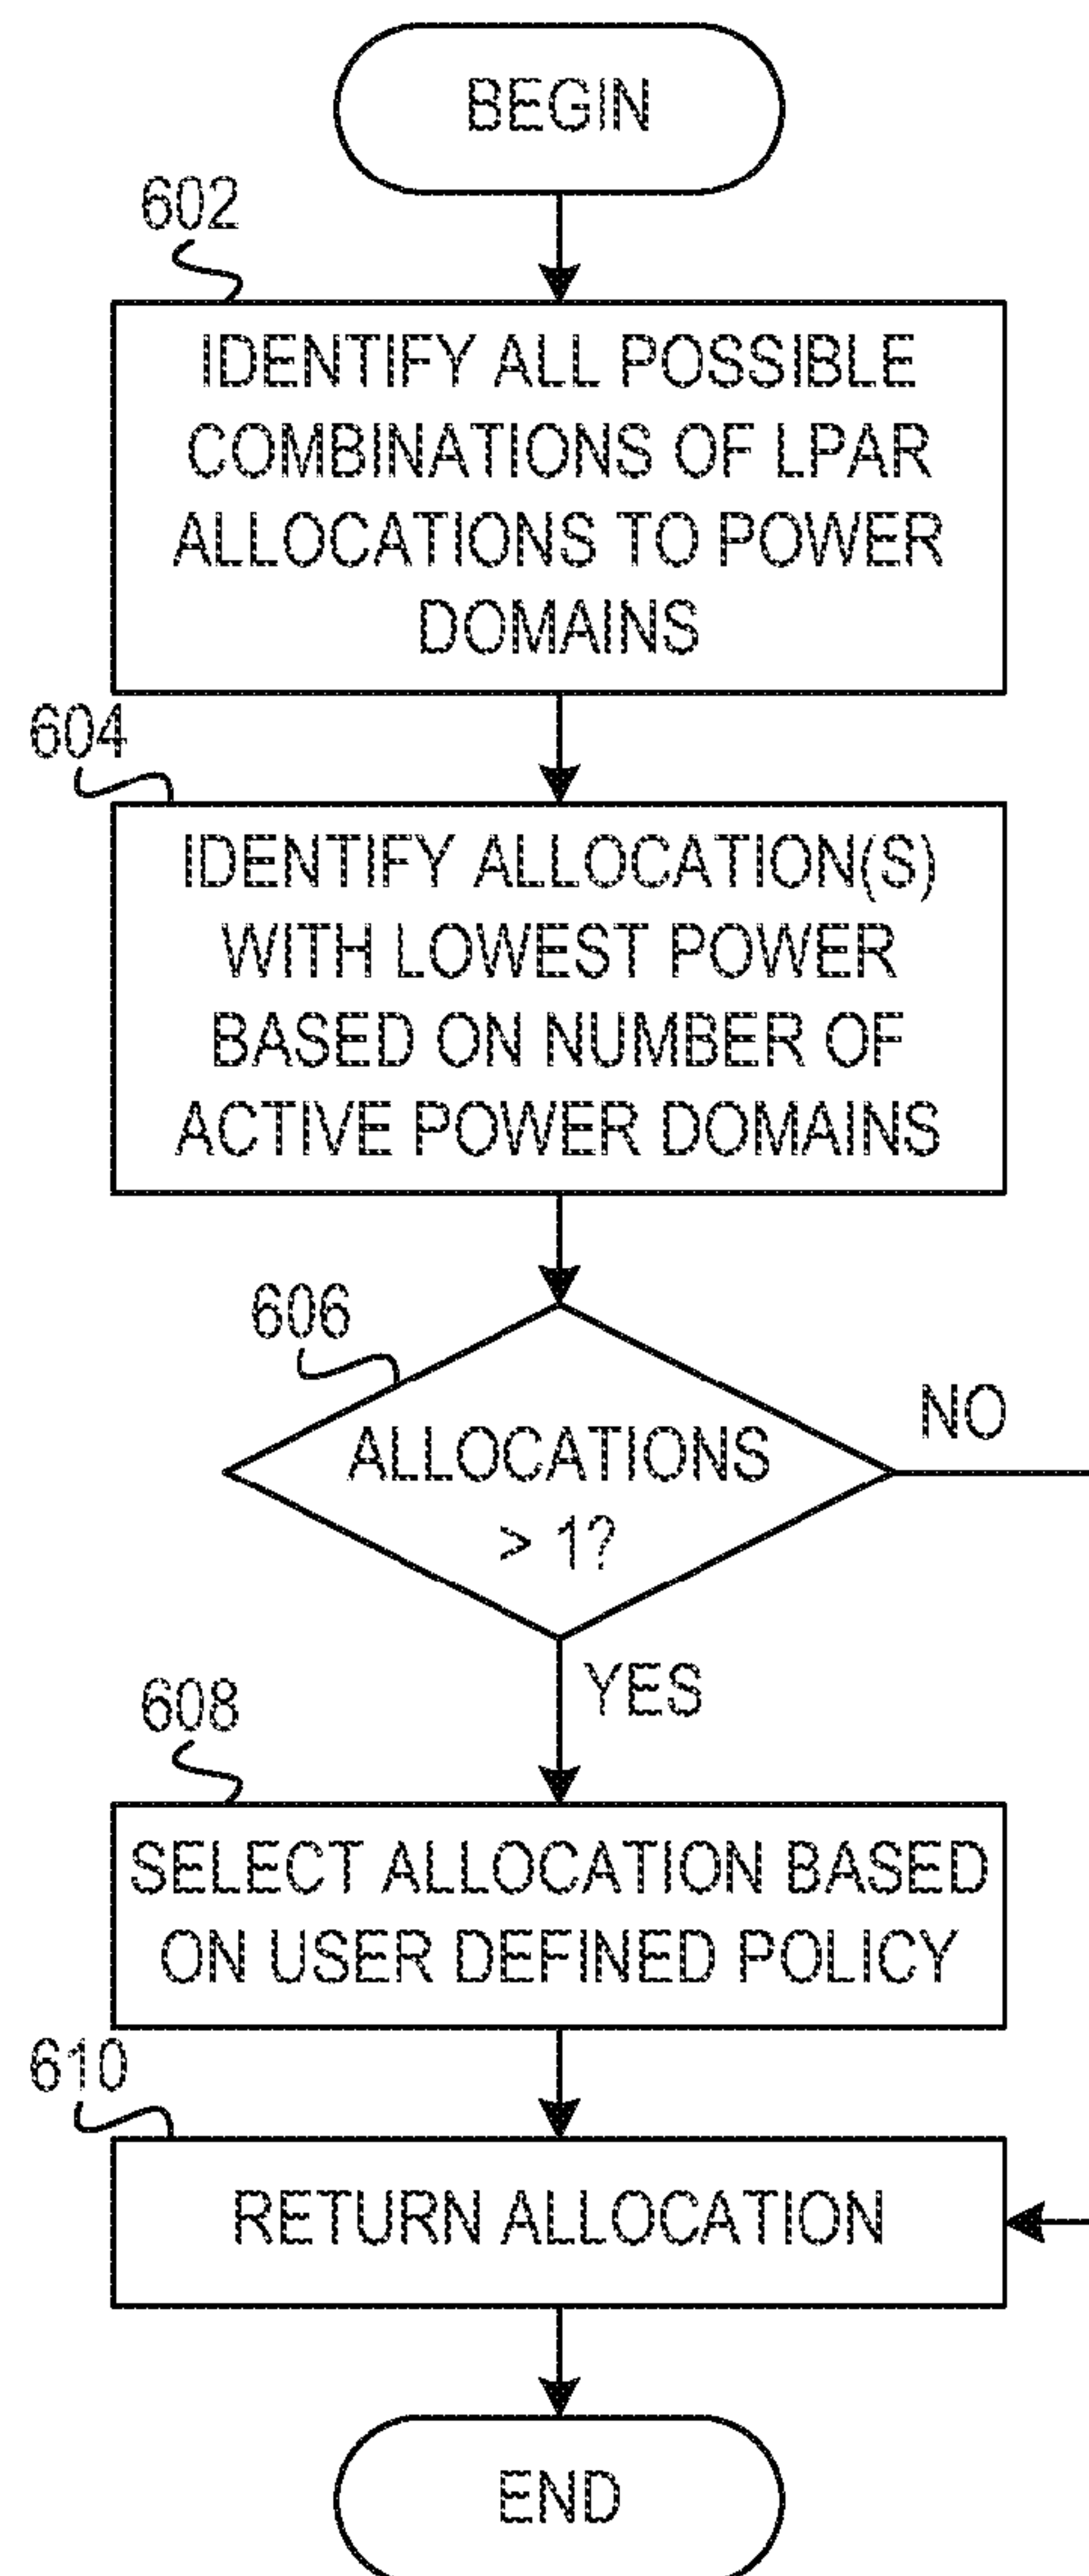 BEGIN
602
IDENTIFY ALL POSSIBLE
COMBINATIONS OF LPAR
ALLOCATIONS TO POWER
DOMAINS
604
IDENTIFY ALLOCATION(S)
WITH LOWEST POWER
BASED ON NUMBER OF
ACTIVE POWER DOMAINS
606
ALLOCATIONS
> 1?
NO
YES
608
SELECT ALLOCATION BASED
ON USER DEFINED POLICY
610
RETURN ALLOCATION
END